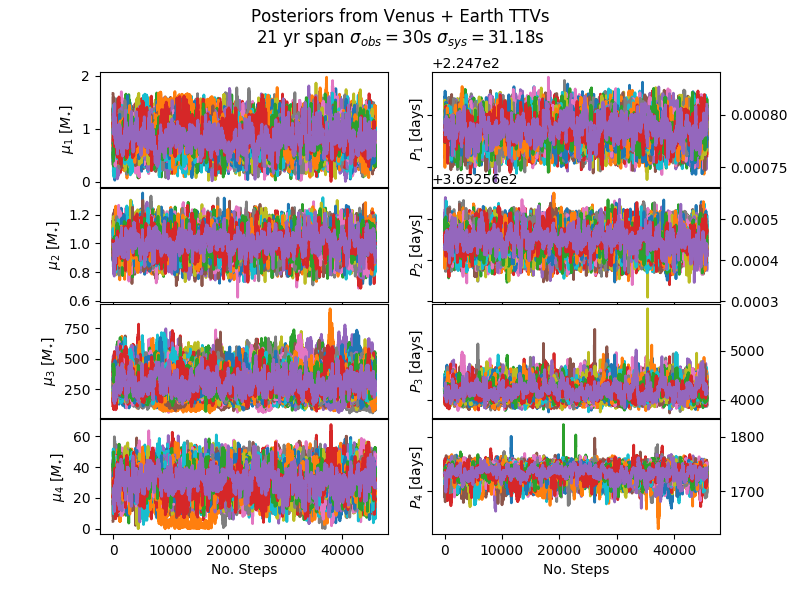 Posteriors from Venus + Earth TTVs
21 yr span σ_obs = 30s σ_sys = 31.18s
+2.247e2
2
1
0
μ₁ [M⋆]
P₁ [days]
0.00080
0.00075
+3.65256e2
1.2
1.0
0.8
0.6
μ₂ [M⋆]
P₂ [days]
0.0005
0.0004
0.0003
750
500
250
μ₃ [M⋆]
P₃ [days]
5000
4000
60
40
20
0
μ₄ [M⋆]
P₄ [days]
1800
1700
0 10000 20000 30000 40000
0 10000 20000 30000 40000
No. Steps
No. Steps